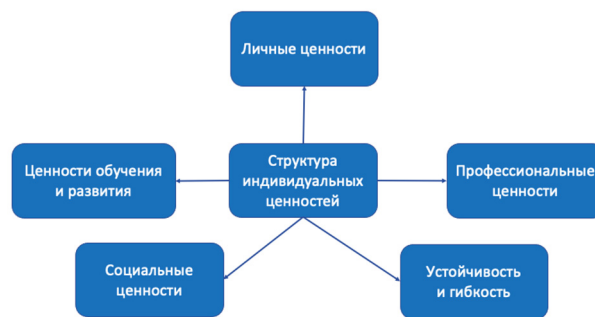 Личные ценности
Ценности обучения
и развития
Структура
индивидуальных
ценностей
Профессиональные
ценности
Социальные
ценности
Устойчивость
и гибкость